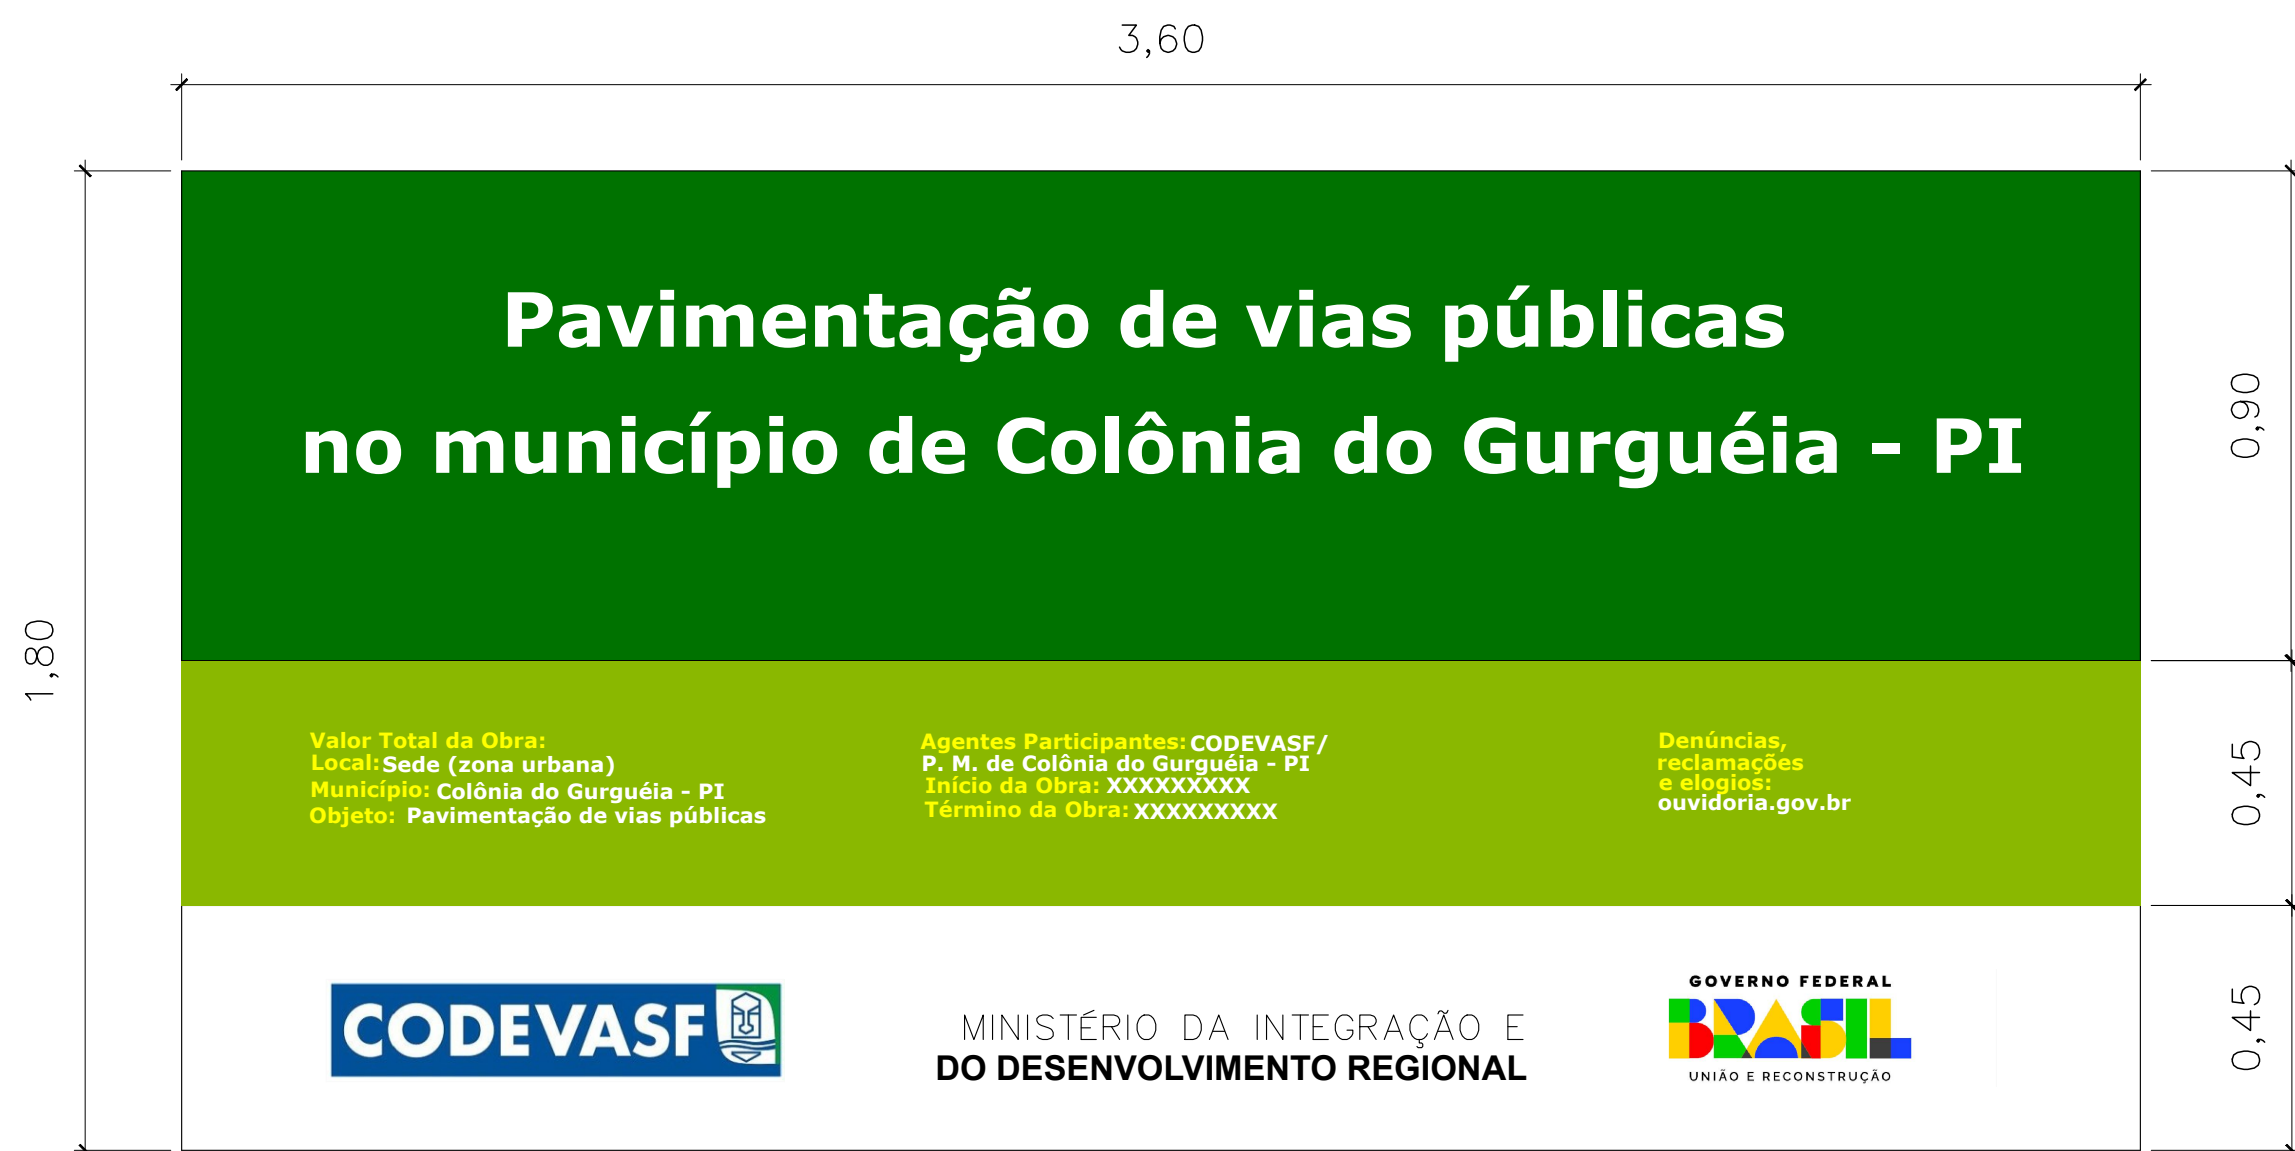 3,60
1,80
Pavimentação de vias públicas
no município de Colônia do Gurguéia - PI
0,90
Valor Total da Obra:
Local: Sede (zona urbana)
Município: Colônia do Gurguéia - PI
Objeto: Pavimentação de vias públicas
Agentes Participantes: CODEVASF/
P. M. de Colônia do Gurguéia - PI
Início da Obra: XXXXXXXXX
Término da Obra: XXXXXXXXX
Denúncias,
reclamações
e elogios:
ouvidoria.gov.br
0,45
CODEVASF
MINISTÉRIO DA INTEGRAÇÃO E
DO DESENVOLVIMENTO REGIONAL
GOVERNO FEDERAL
BRASIL
UNIÃO E RECONSTRUÇÃO
0,45